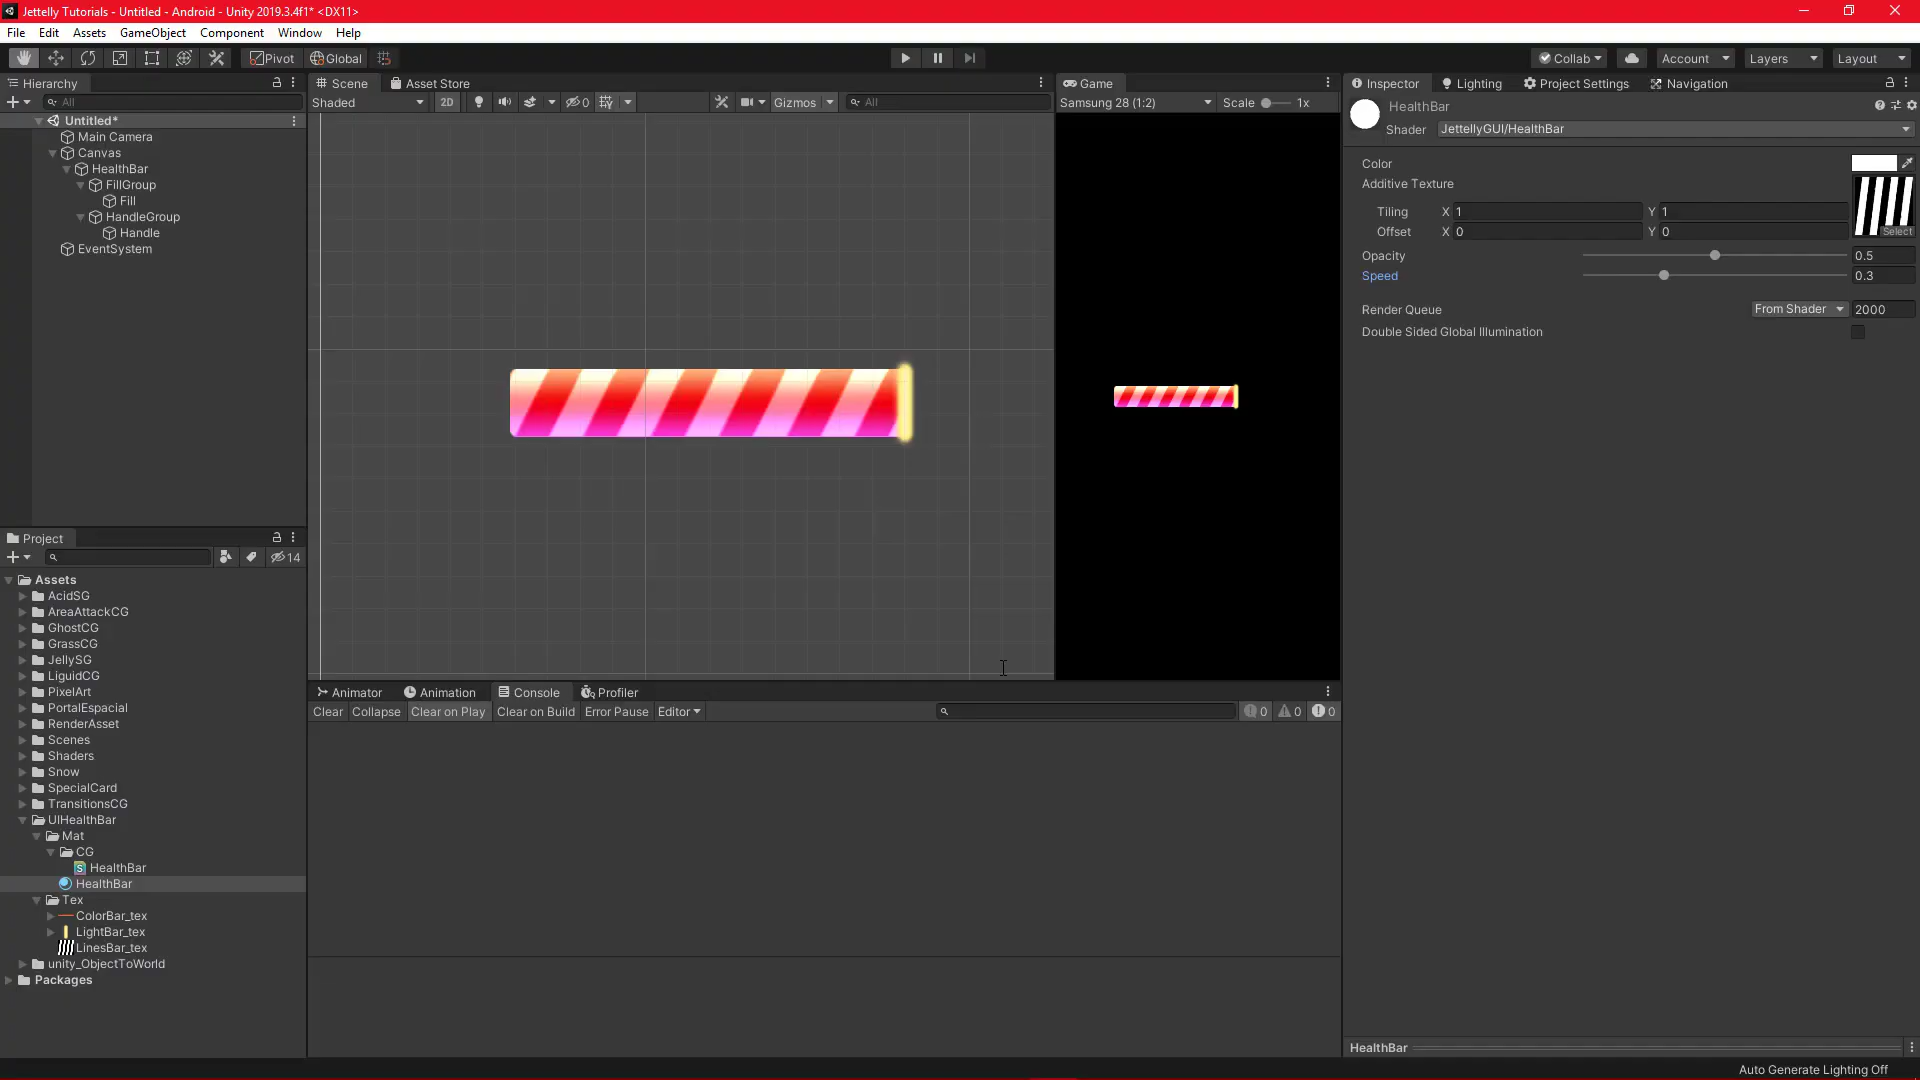 Jettelly Tutorials - Untitled - Android - Unity 2019.3.4f1* <DX11>
File Edit Assets GameObject Component Window Help
Pivot Global Collab Account Layers Layout
Hierarchy
All
Untitled*
Main Camera
Canvas
HealthBar
FillGroup
Fill
HandleGroup
Handle
EventSystem
Scene Asset Store
Shaded 2D 0 Gizmos All
Game
Samsung 28 (1:2) Scale 1x
Inspector Lighting Project Settings Navigation
HealthBar
Shader JettellyGUI/HealthBar
Color
Additive Texture
Tiling X 1 Y 1
Offset X 0 Y 0
Select
Opacity 0.5
Speed 0.3
Render Queue From Shader 2000
Double Sided Global Illumination
Project
14
Assets
AcidSG
AreaAttackCG
GhostCG
GrassCG
JellySG
LiguidCG
PixelArt
PortalEspacial
RenderAsset
Scenes
Shaders
Snow
SpecialCard
TransitionsCG
UIHealthBar
Mat
CG
HealthBar
HealthBar
Tex
ColorBar_tex
LightBar_tex
LinesBar_tex
unity_ObjectToWorld
Packages
Animator Animation Console Profiler
Clear Collapse Clear on Play Clear on Build Error Pause Editor 0 0 0
HealthBar
Auto Generate Lighting Off